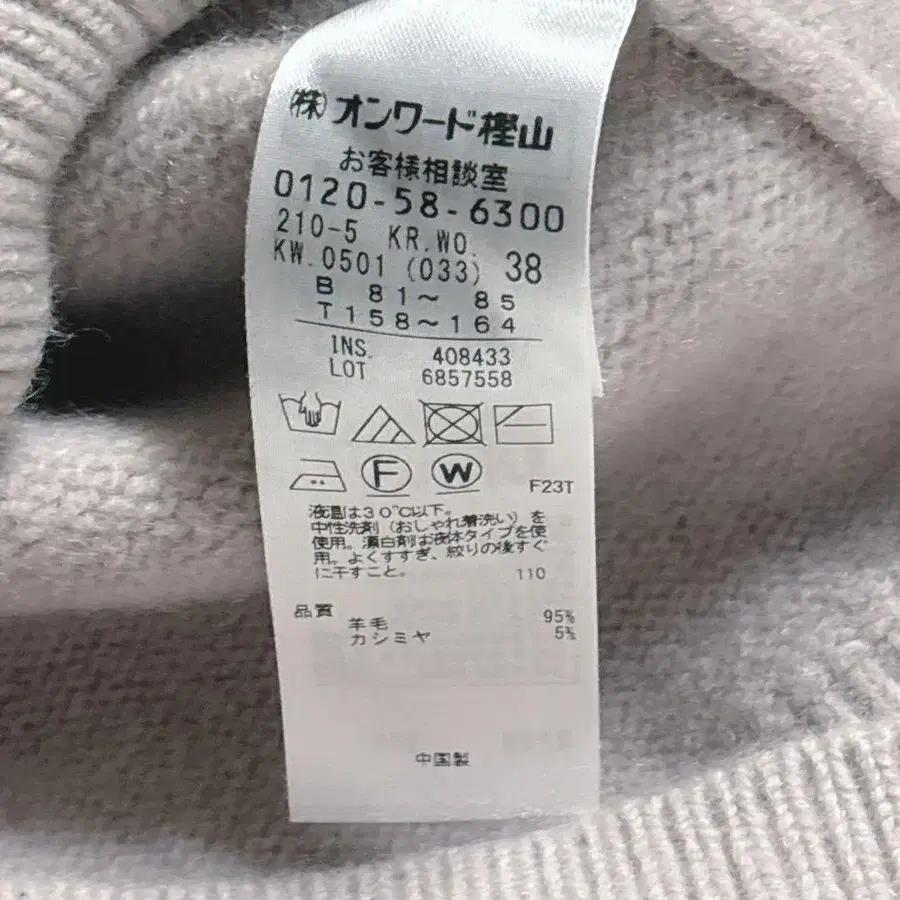 (株)オンワード樫山
お客様相談室
0120-58-6300
210-5 KR.WO.
KW.0501 (033) 38
B 81～ 85
T158～164
INS. 408433
LOT 6857558
F W
F23T
液温は30℃以下。
中性洗剤（おしゃれ着洗い）を
使用。漂白剤は液体タイプを使
用。よくすすぎ、絞りの後すぐ
に干すこと。 110
品質
羊毛 95%
カシミヤ 5%
中国製